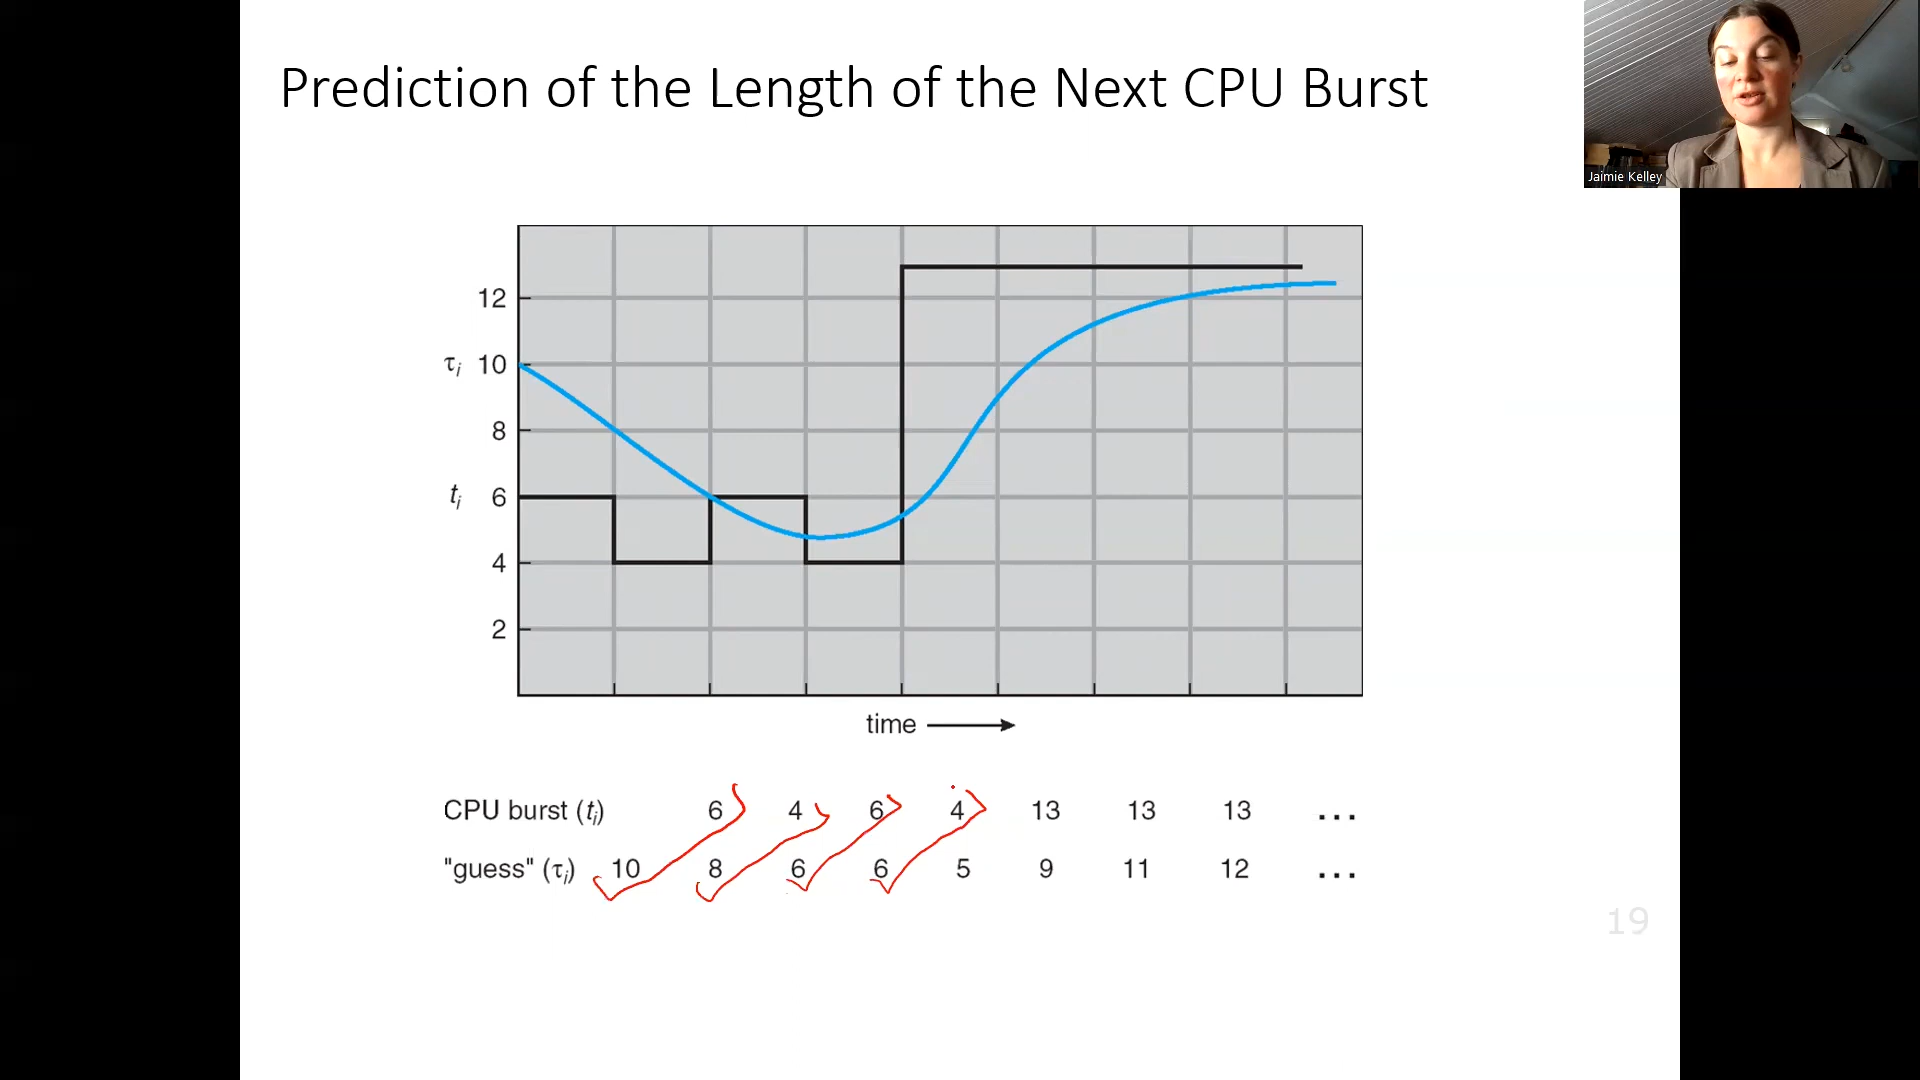 Prediction of the Length of the Next CPU Burst
Jaimie Kelley
12
τi 10
8
ti 6
4
2
time
CPU burst (ti) 6 4 6 4 13 13 13 ...
"guess" (τi) 10 8 6 6 5 9 11 12 ...
19